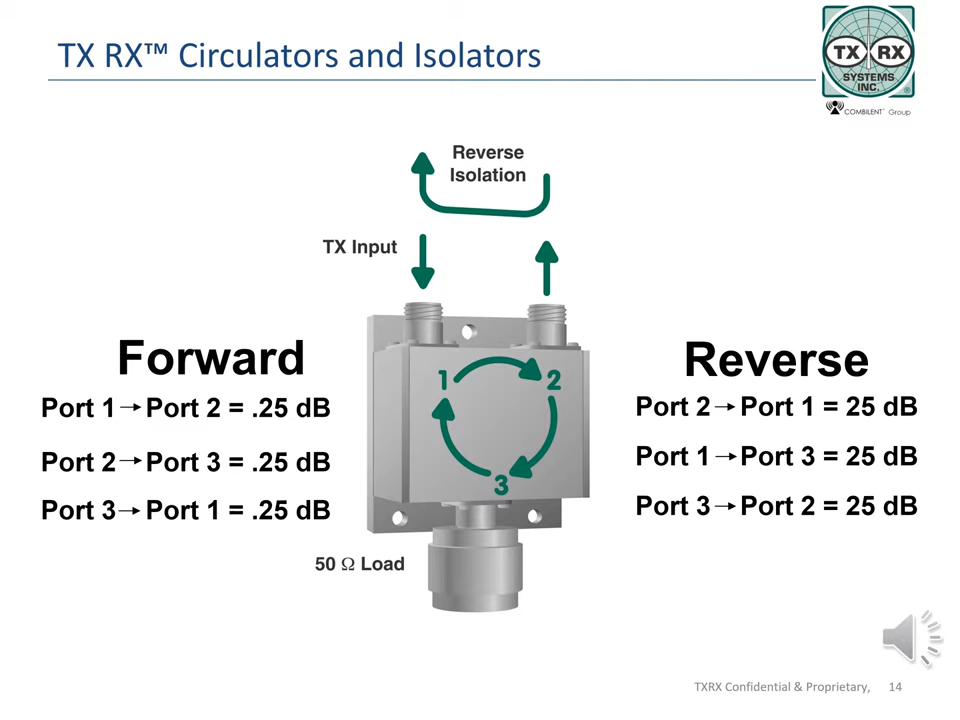 TX RX™ Circulators and Isolators
TX RX
SYSTEMS
INC.
®
COMBILENT™ Group
Reverse
Isolation
TX Input
Forward
Port 1→Port 2 = .25 dB
Port 2→Port 3 = .25 dB
Port 3→Port 1 = .25 dB
1
2
3
Reverse
Port 2→Port 1 = 25 dB
Port 1→Port 3 = 25 dB
Port 3→Port 2 = 25 dB
50 Ω Load
TXRX Confidential & Proprietary, 14